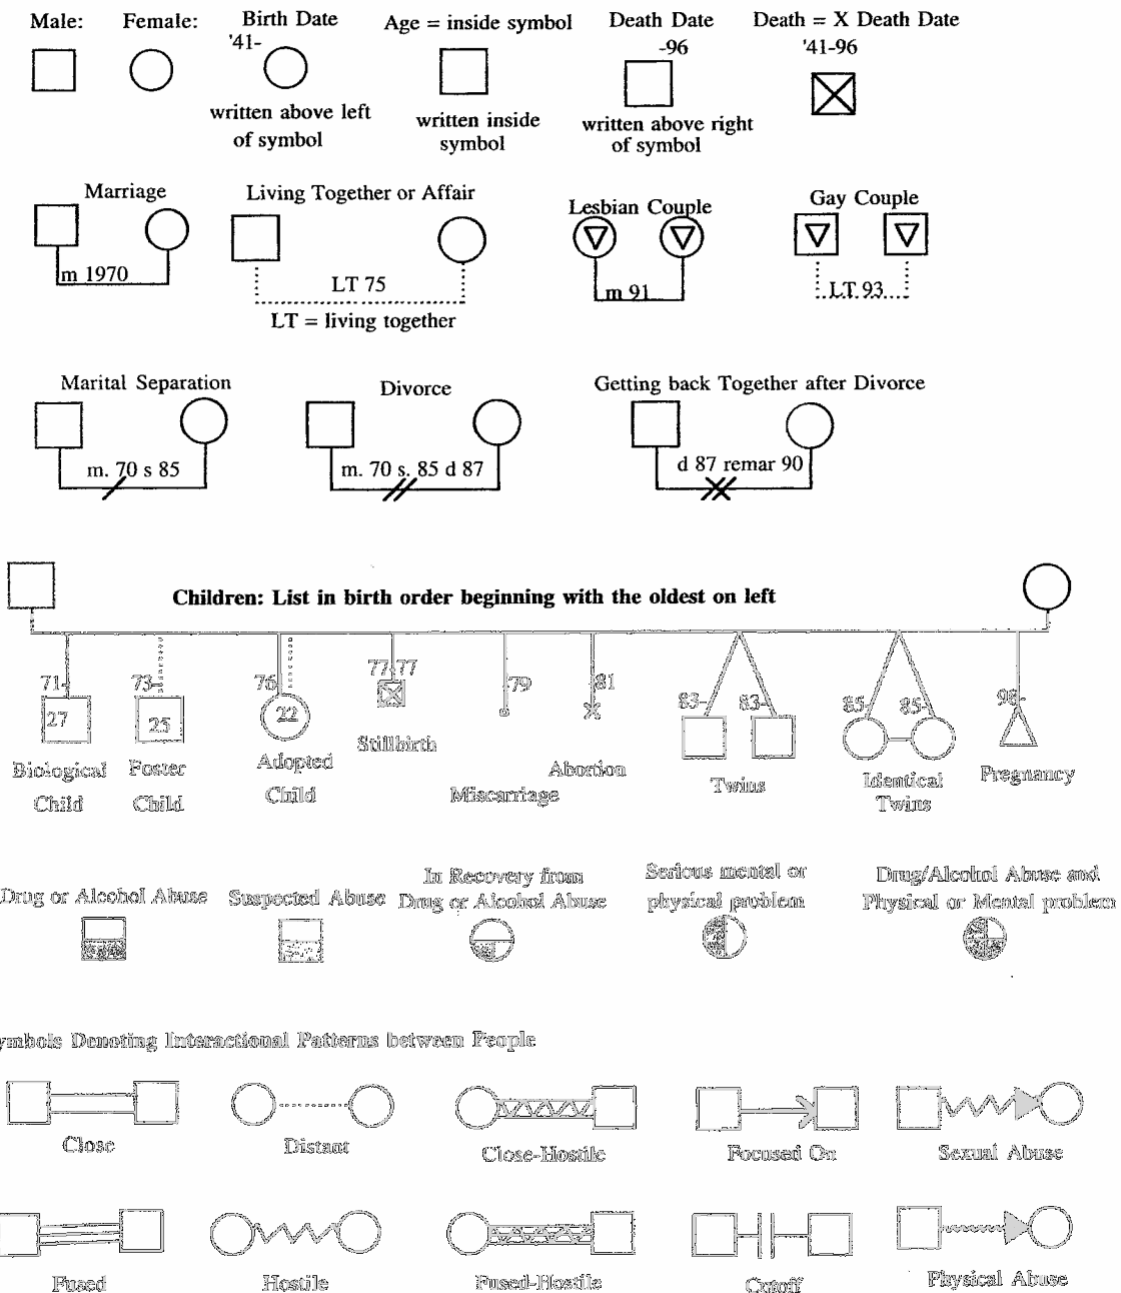 Male: Female: Birth Date Age = inside symbol Death Date Death = X Death Date
'41- -96 '41-96
written above left written inside written above right
of symbol symbol of symbol
Marriage Living Together or Affair Lesbian Couple Gay Couple
m 1970 LT 75 m 91 LT 93
LT = living together
Marital Separation Divorce Getting back Together after Divorce
m. 70 s 85 m. 70 s. 85 d 87 d 87 remar 90
Children: List in birth order beginning with the oldest on left
71- 73- 76 77-77 79 81 83- 83- 85- 85- 98-
27 25 22
Biological Foster Adopted Stillbirth Abortion Twins Identical Pregnancy
Child Child Child Miscarriage Twins
In Recovery from Serious mental or Drug/Alcohol Abuse and
Drug or Alcohol Abuse Suspected Abuse Drug or Alcohol Abuse physical problem Physical or Mental problem
ymbols Denoting Interactional Patterns between People
Close Distant Close-Hostile Focused On Sexual Abuse
Fused Hostile Fused-Hostile Cutoff Physical Abuse